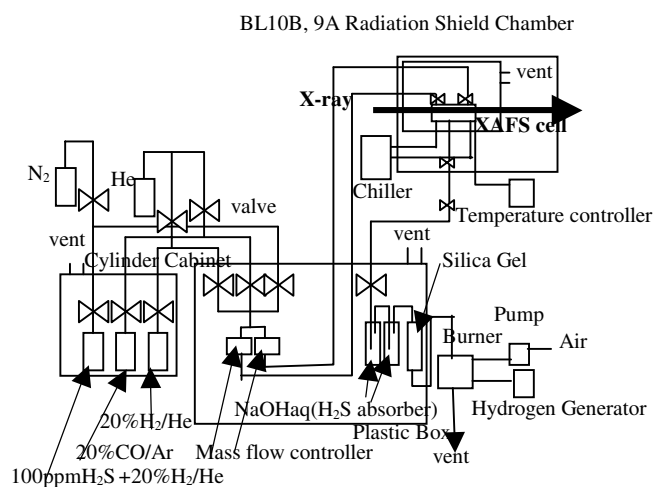 BL10B, 9A Radiation Shield Chamber
vent
X-ray
XAFS cell
N2
He
Chiller
valve
Temperature controller
vent
vent
Cylinder Cabinet
Silica Gel
Pump
Burner
Air
NaOHaq(H2S absorber)
Hydrogen Generator
20%H2/He
Plastic Box
20%CO/Ar
Mass flow controller
vent
100ppmH2S+20%H2/He